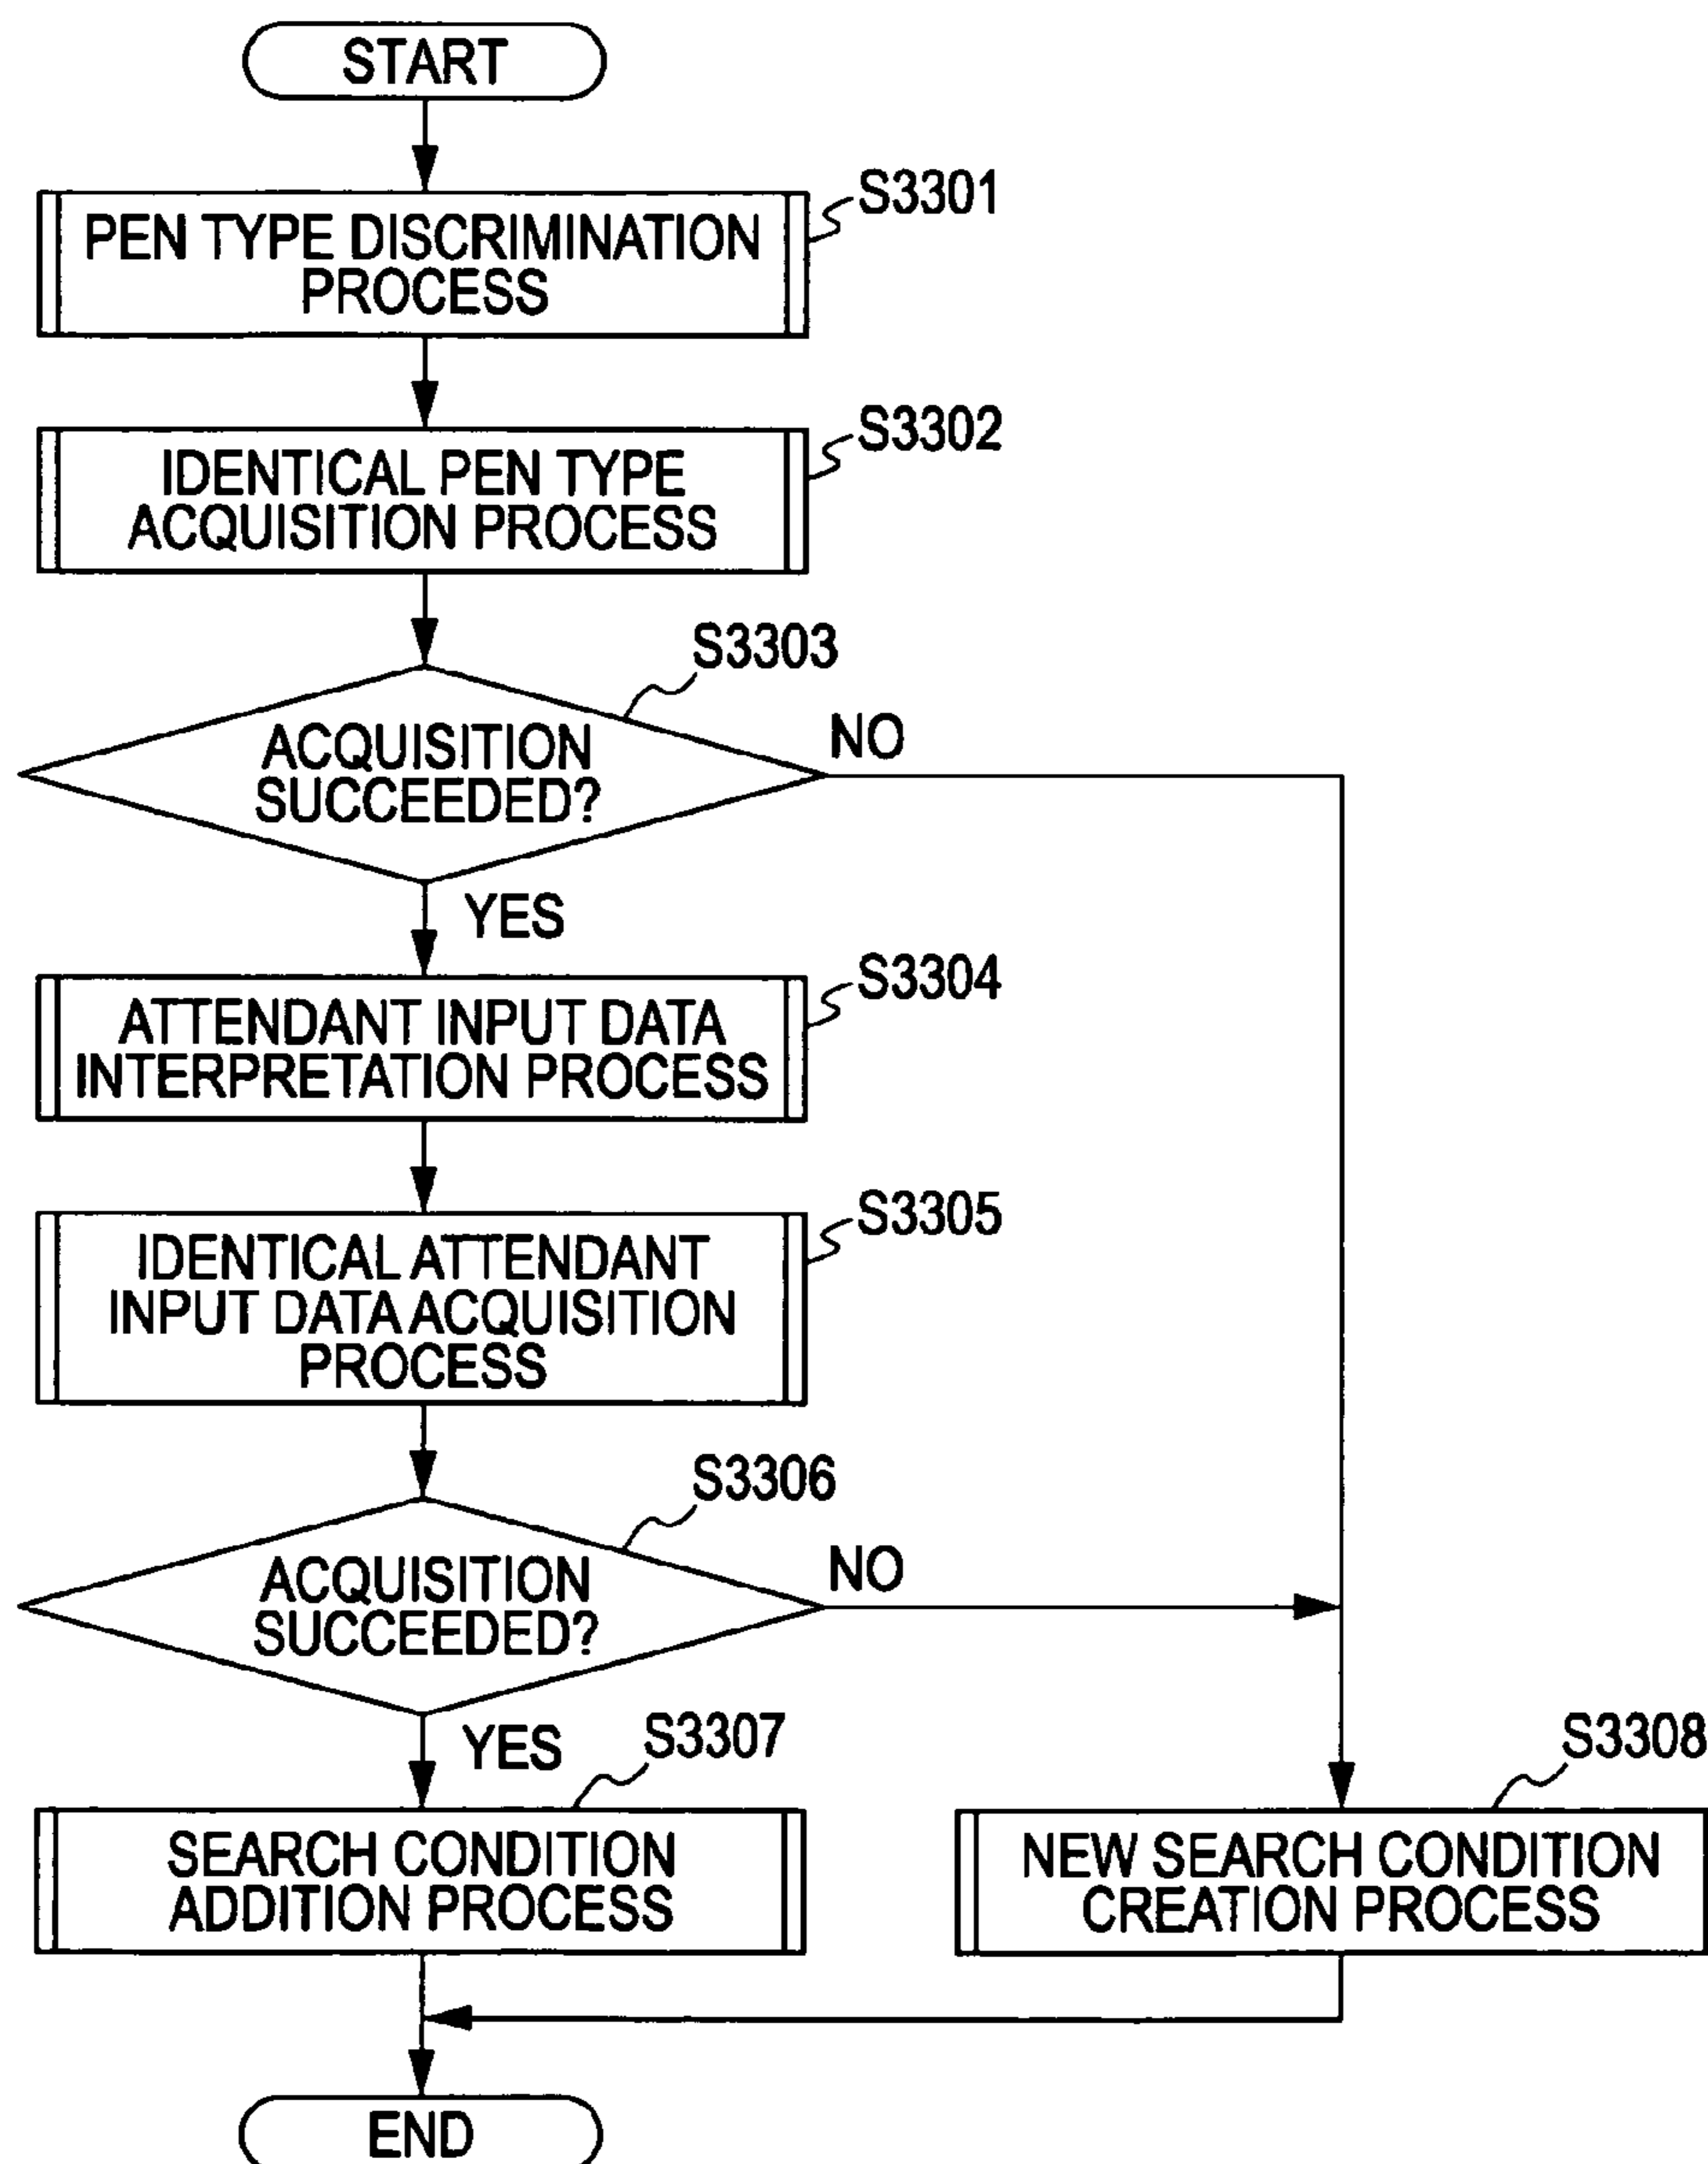 START
S3301
PEN TYPE DISCRIMINATION
PROCESS
S3302
IDENTICAL PEN TYPE
ACQUISITION PROCESS
S3303
ACQUISITION
SUCCEEDED?
NO
YES
S3304
ATTENDANT INPUT DATA
INTERPRETATION PROCESS
S3305
IDENTICAL ATTENDANT
INPUT DATA ACQUISITION
PROCESS
S3306
ACQUISITION
SUCCEEDED?
NO
YES
S3307
SEARCH CONDITION
ADDITION PROCESS
S3308
NEW SEARCH CONDITION
CREATION PROCESS
END